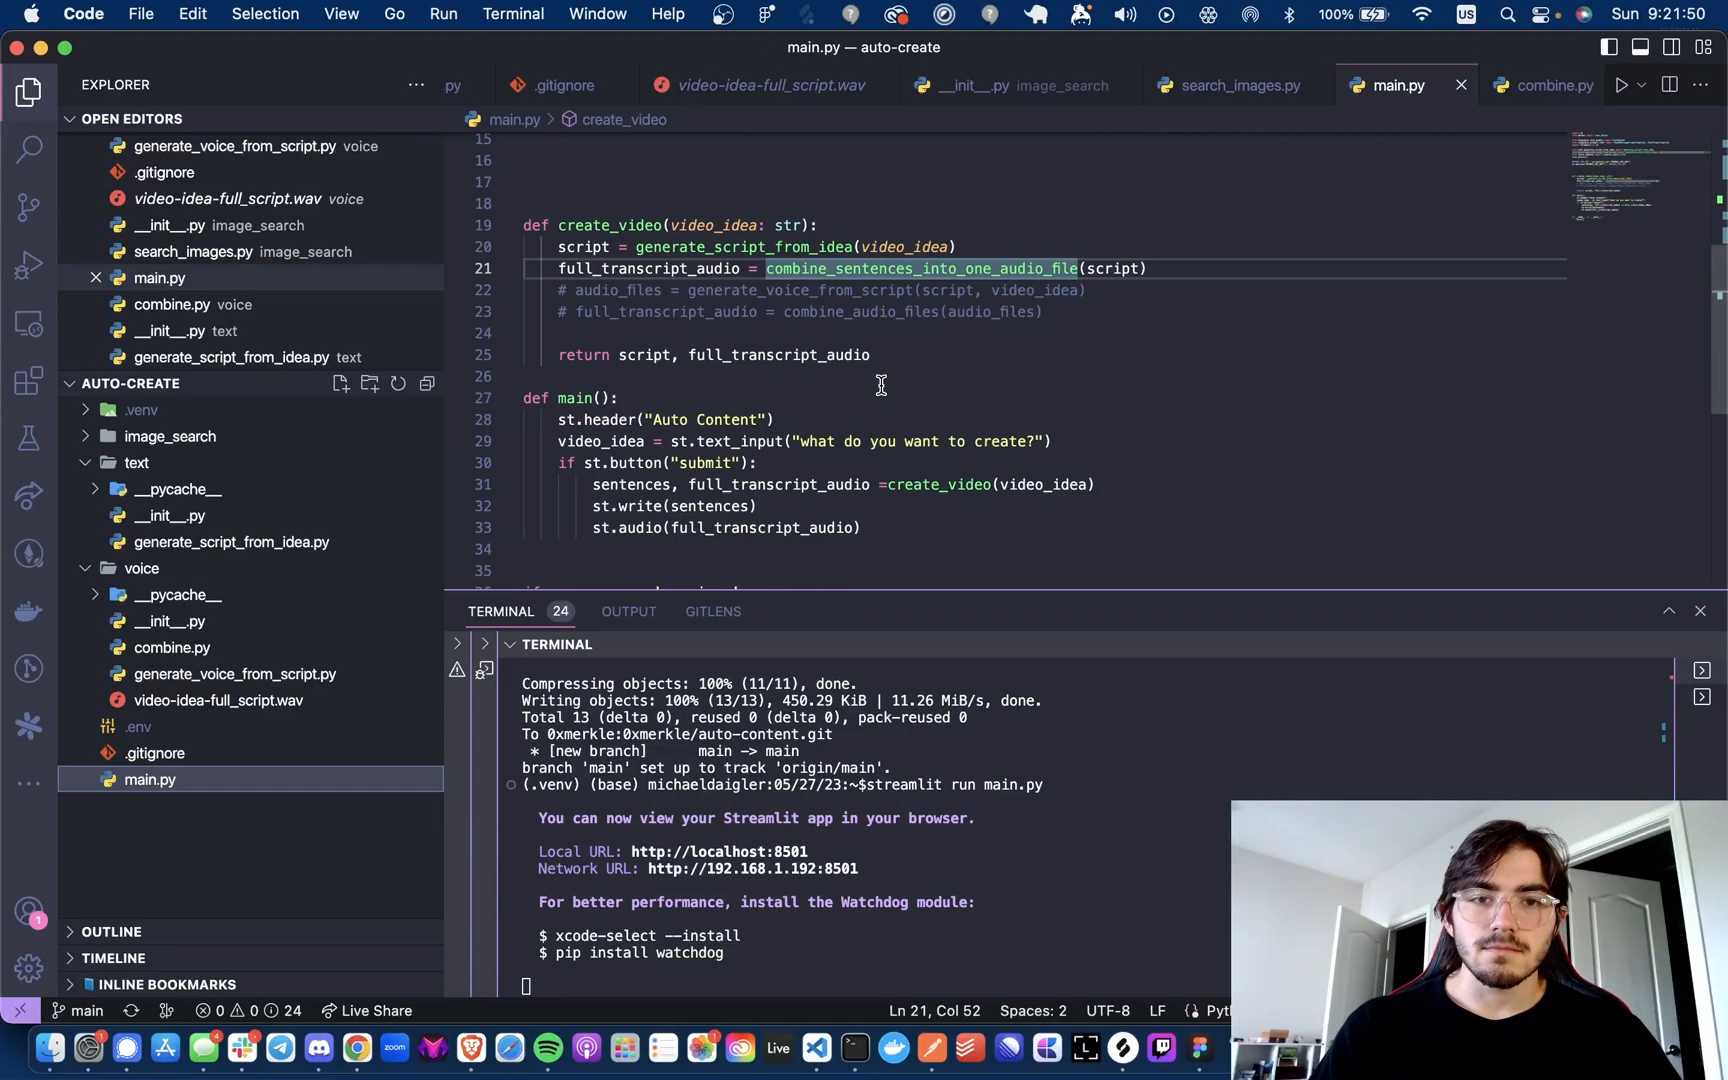 Code File Edit Selection View Go Run Terminal Window Help 100% US Sun 9:21:50
main.py — auto-create
EXPLORER
py .gitignore video-idea-full_script.wav __init__.py image_search search_images.py main.py combine.py
OPEN EDITORS
main.py > create_video
generate_voice_from_script.py voice
.gitignore
video-idea-full_script.wav voice
__init__.py image_search
search_images.py image_search
main.py
combine.py voice
__init__.py text
generate_script_from_idea.py text
AUTO-CREATE
.venv
image_search
text
__pycache__
__init__.py
generate_script_from_idea.py
voice
__pycache__
__init__.py
combine.py
generate_voice_from_script.py
video-idea-full_script.wav
.env
.gitignore
main.py
OUTLINE
TIMELINE
INLINE BOOKMARKS
15
16
17
18
19 def create_video(video_idea: str):
20 script = generate_script_from_idea(video_idea)
21 full_transcript_audio = combine_sentences_into_one_audio_file(script)
22 # audio_files = generate_voice_from_script(script, video_idea)
23 # full_transcript_audio = combine_audio_files(audio_files)
24
25 return script, full_transcript_audio
26
27 def main():
28 st.header("Auto Content")
29 video_idea = st.text_input("what do you want to create?")
30 if st.button("submit"):
31 sentences, full_transcript_audio =create_video(video_idea)
32 st.write(sentences)
33 st.audio(full_transcript_audio)
34
35
TERMINAL 24 OUTPUT GITLENS
TERMINAL
Compressing objects: 100% (11/11), done.
Writing objects: 100% (13/13), 450.29 KiB | 11.26 MiB/s, done.
Total 13 (delta 0), reused 0 (delta 0), pack-reused 0
To 0xmerkle:0xmerkle/auto-content.git
* [new branch] main -> main
branch 'main' set up to track 'origin/main'.
(.venv) (base) michaeldaigler:05/27/23:~$streamlit run main.py
You can now view your Streamlit app in your browser.
Local URL: http://localhost:8501
Network URL: http://192.168.1.192:8501
For better performance, install the Watchdog module:
$ xcode-select --install
$ pip install watchdog
main 0 0 24 Live Share Ln 21, Col 52 Spaces: 2 UTF-8 LF Pyth
zoom Live